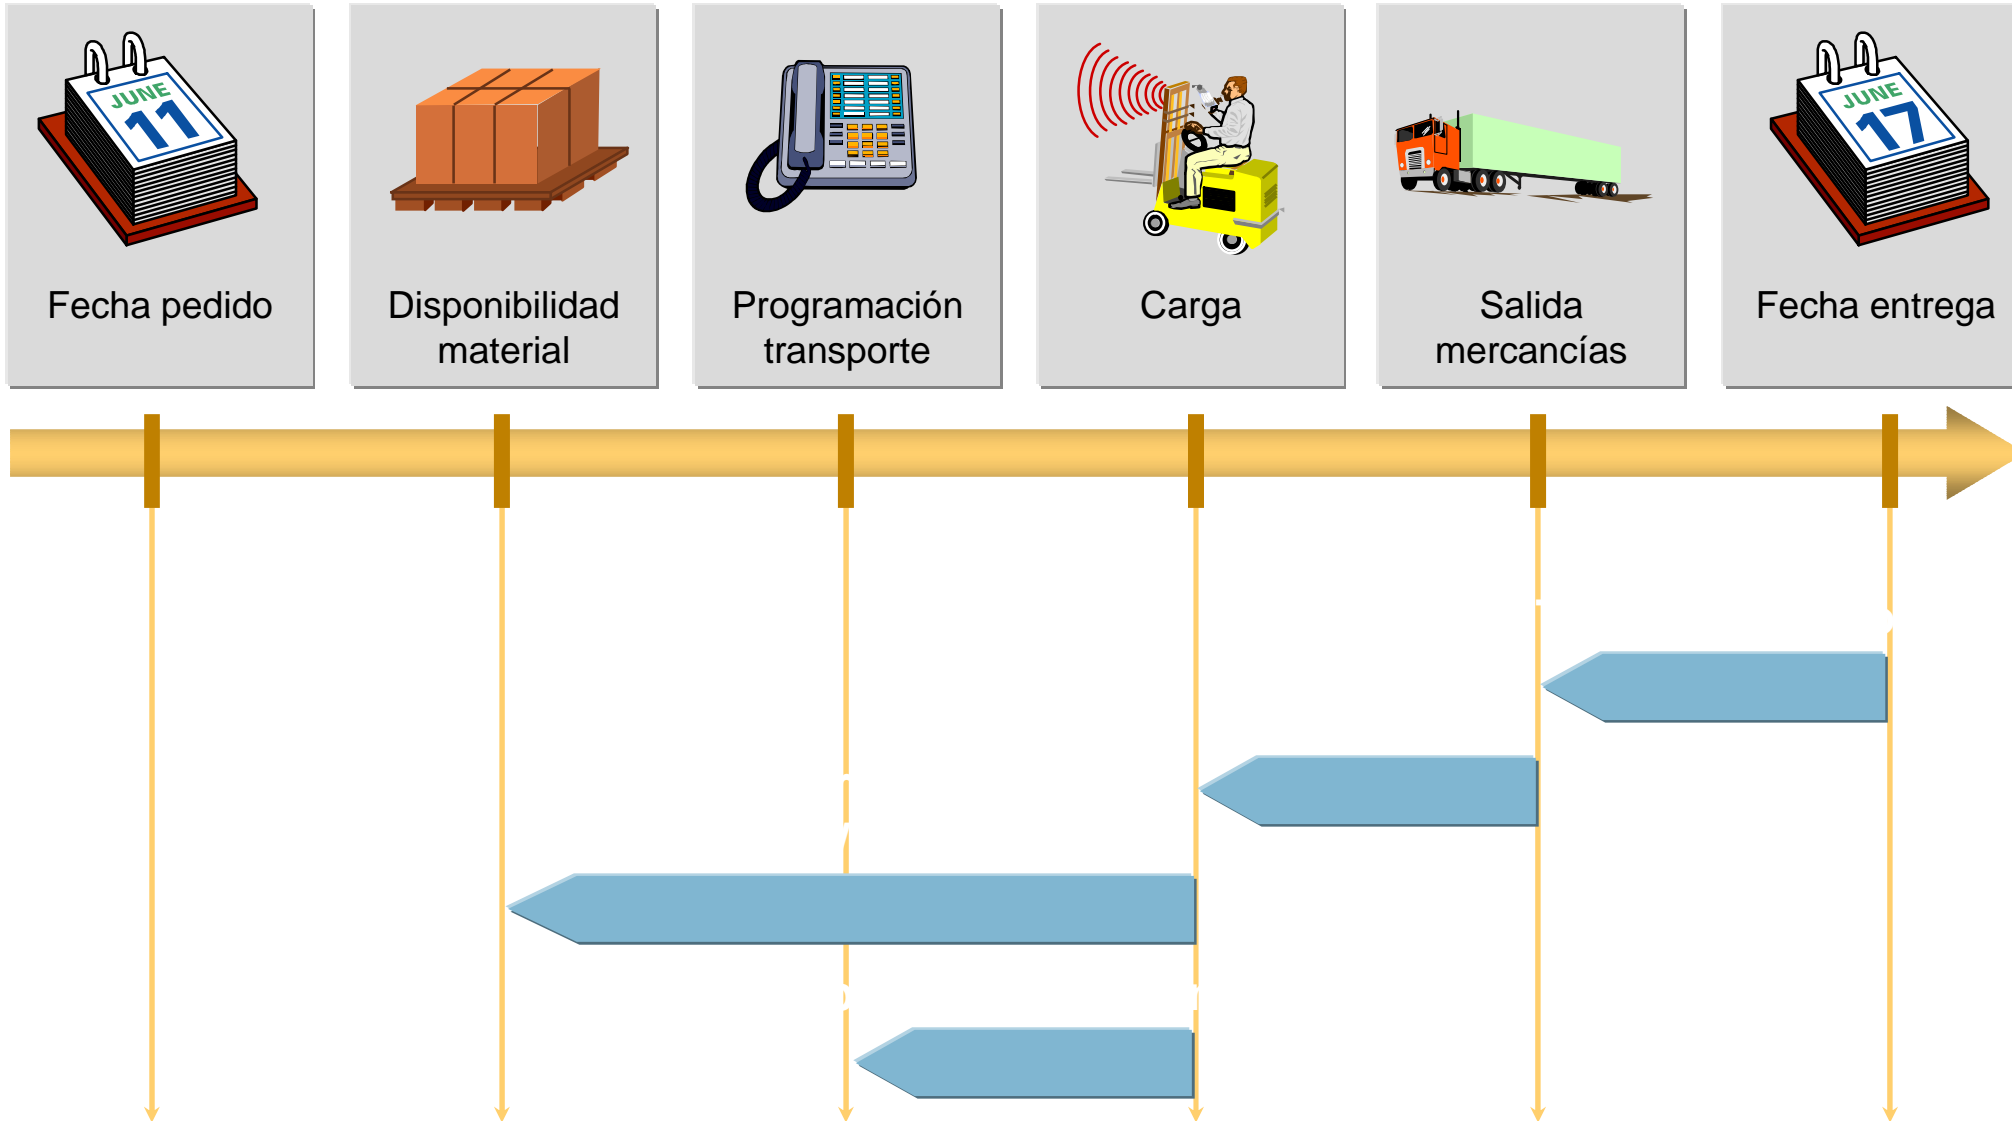 JUNE
11
Fecha pedido
Disponibilidad
material
Programación
transporte
Carga
Salida
mercancías
JUNE
17
Fecha entrega